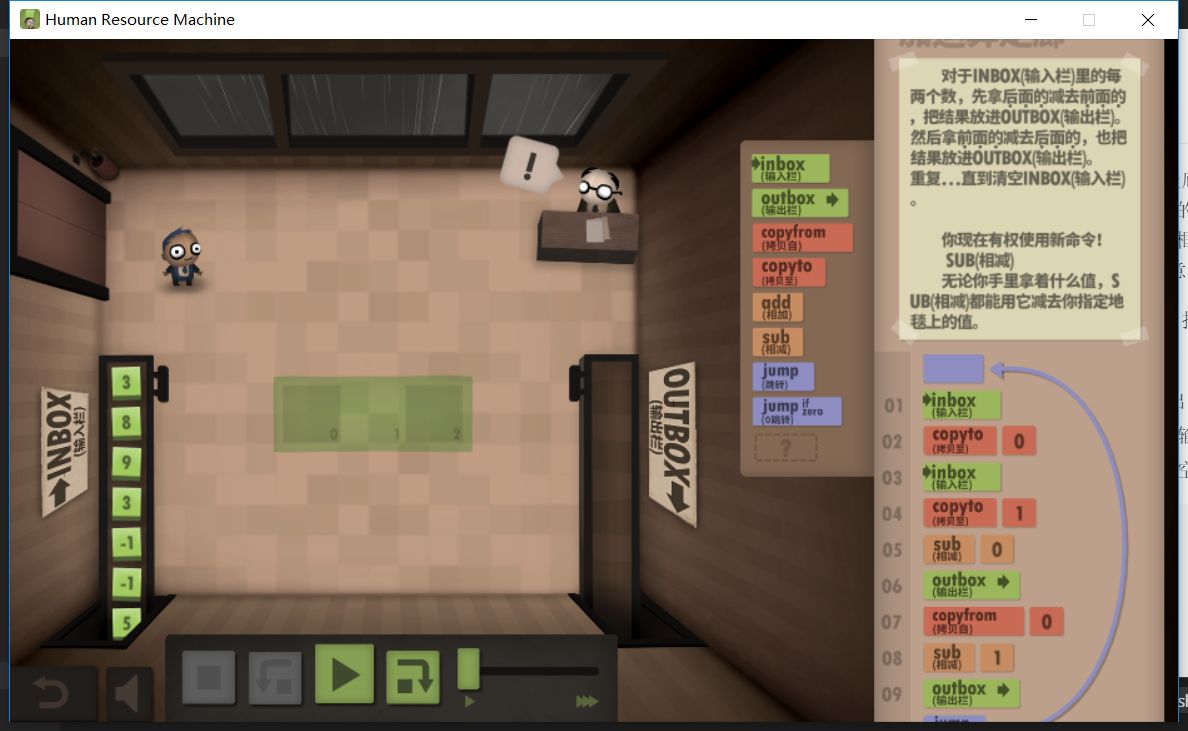 Human Resource Machine
对于INBOX(输入栏)里的每
两个数，先拿后面的减去前面的
，把结果放进OUTBOX(输出栏)。
然后拿前面的减去后面的，也把
结果放进OUTBOX(输出栏)。
重复...直到清空INBOX(输入栏)
。
你现在有权使用新命令！
SUB(相减)
无论你手里拿着什么值，S
UB(相减)都能用它减去你指定地
毯上的值。
!
inbox
(输入栏)
outbox
(输出栏)
copyfrom
(拷贝自)
copyto
(拷贝至)
add
(相加)
sub
(相减)
jump
(跳转)
jump if zero
(0跳转)
?
INBOX
(输入栏)
3
8
9
3
-1
-1
5
0 1 2
OUTBOX
(输出栏)
01 inbox
(输入栏)
02 copyto 0
(拷贝至)
03 inbox
(输入栏)
04 copyto 1
(拷贝至)
05 sub 0
(相减)
06 outbox
(输出栏)
07 copyfrom 0
(拷贝自)
08 sub 1
(相减)
09 outbox
(输出栏)
jump